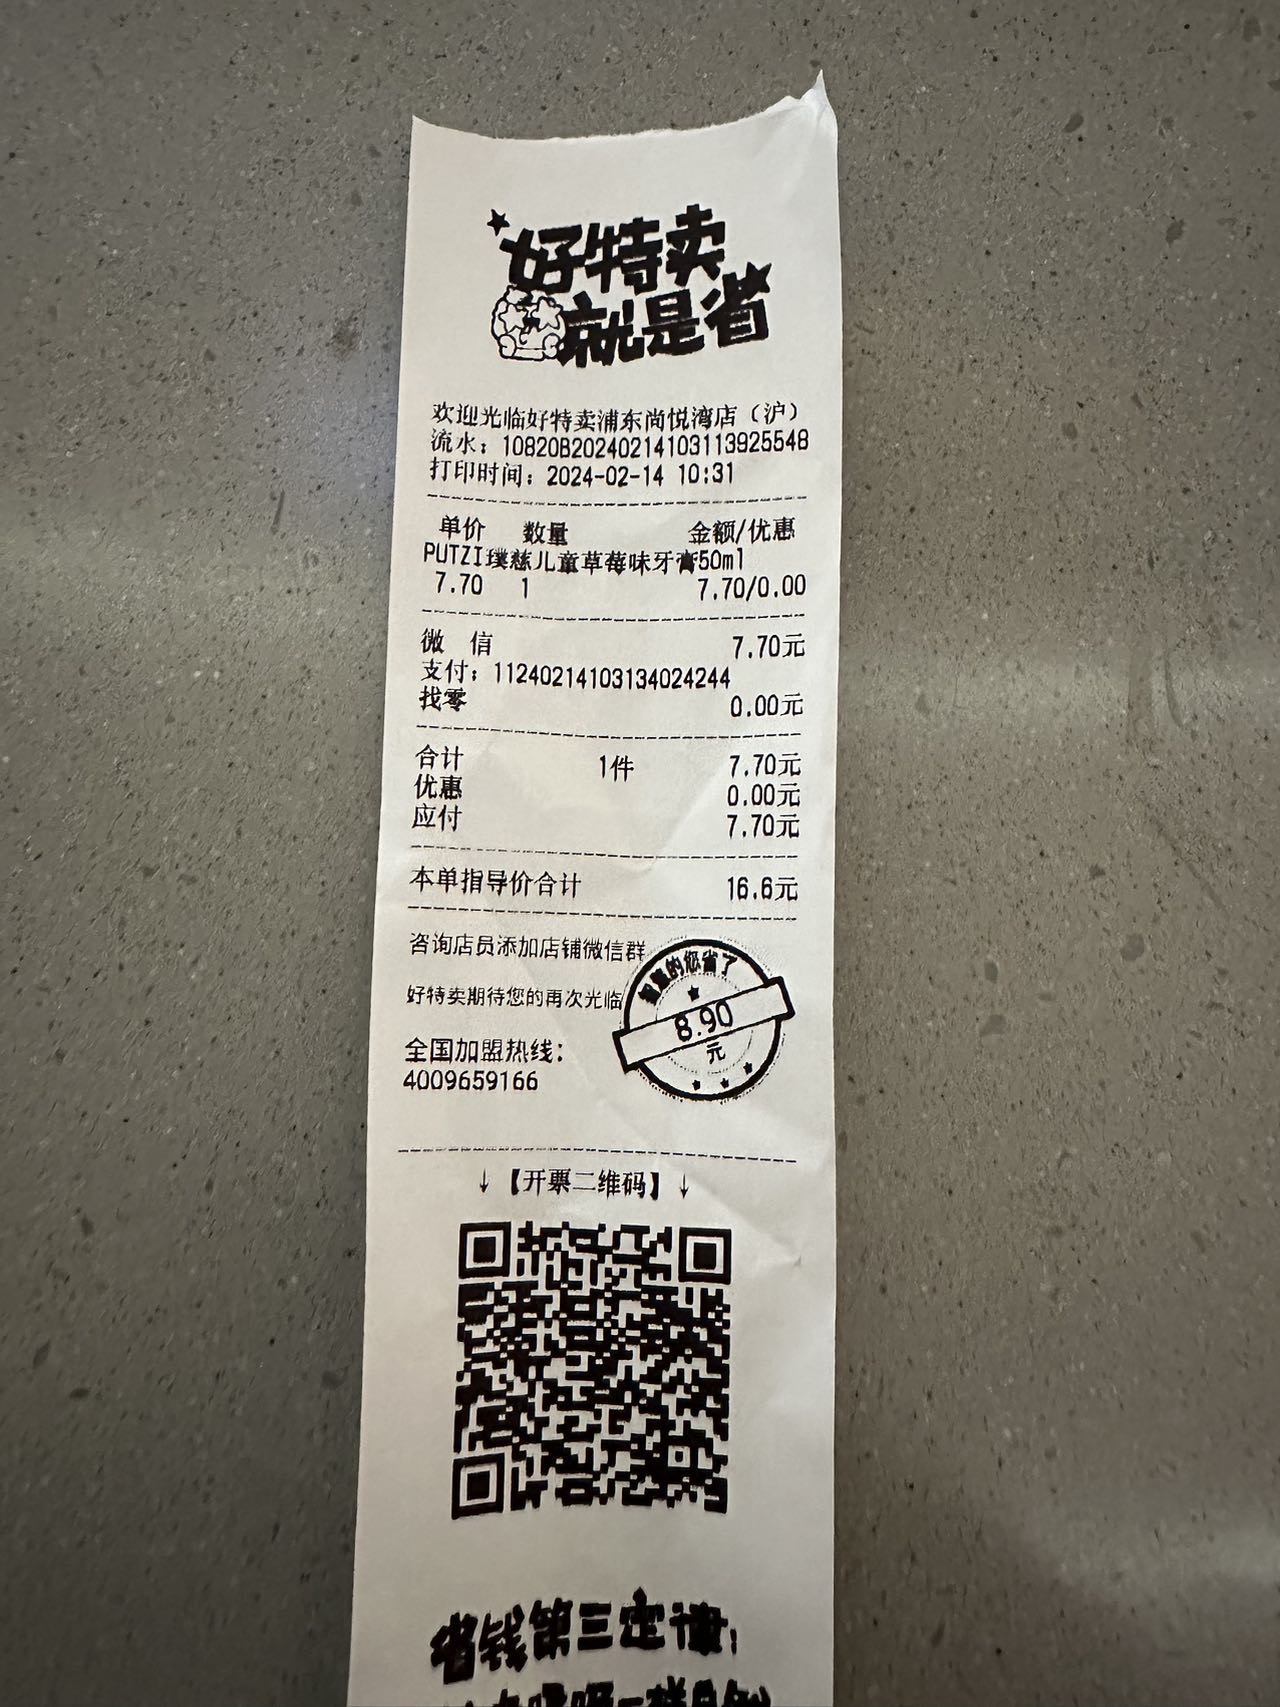 好特卖
就是省
欢迎光临好特卖浦东尚悦湾店（沪）
流水：10820B20240214103113925548
打印时间：2024-02-14 10:31
单价 数量 金额/优惠
PUTZI璞慈儿童草莓味牙膏50ml
7.70 1 7.70/0.00
微 信 7.70元
支付：11240214103134024244
找零 0.00元
合计 1件 7.70元
优惠 0.00元
应付 7.70元
本单指导价合计 16.6元
咨询店员添加店铺微信群
好特卖期待您的再次光临
智慧的您省了
8.90
元
全国加盟热线：
4009659166
↓【开票二维码】↓
省钱第三定律：